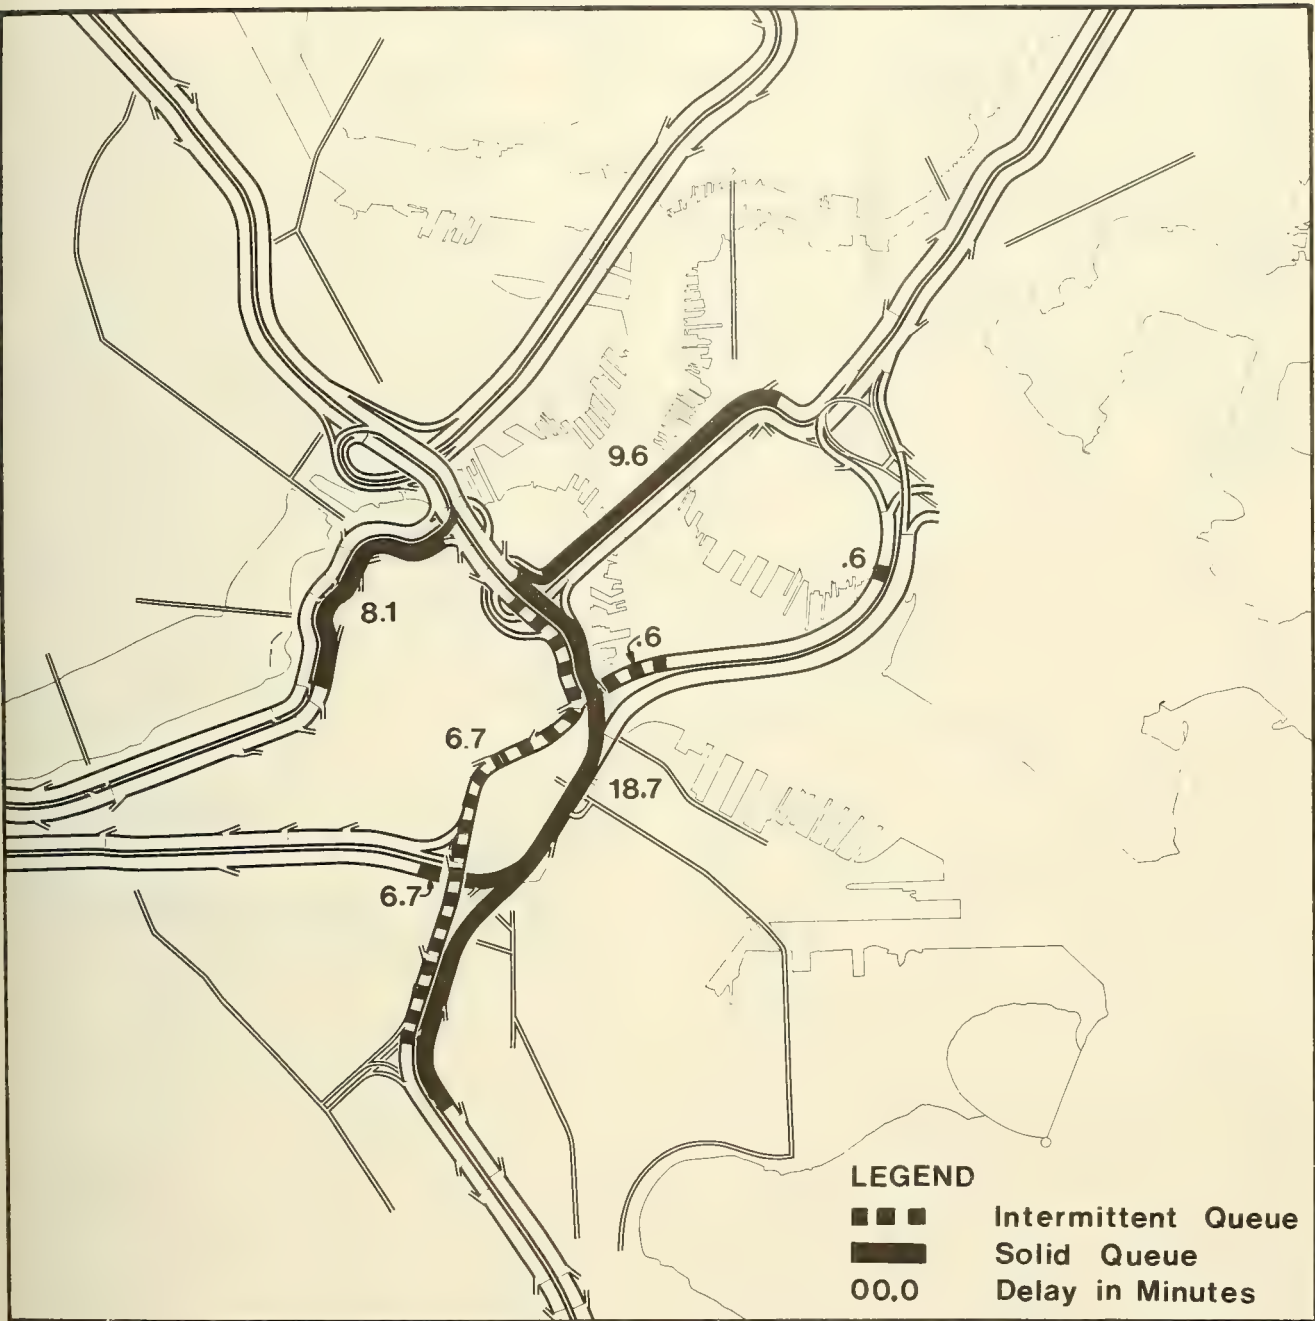 9.6
.6
8.1
.6
6.7
18.7
6.7
LEGEND
Intermittent Queue
Solid Queue
00.0 Delay in Minutes